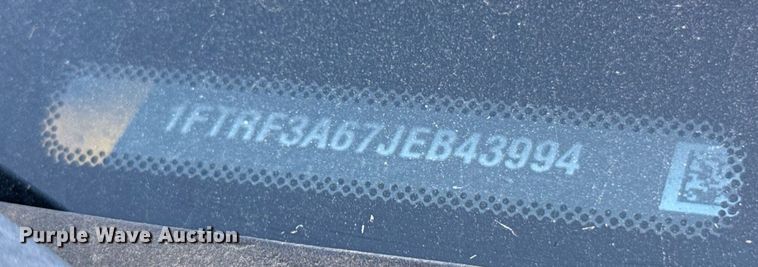 1FTRF3A67JEB43994
Purple Wave Auction